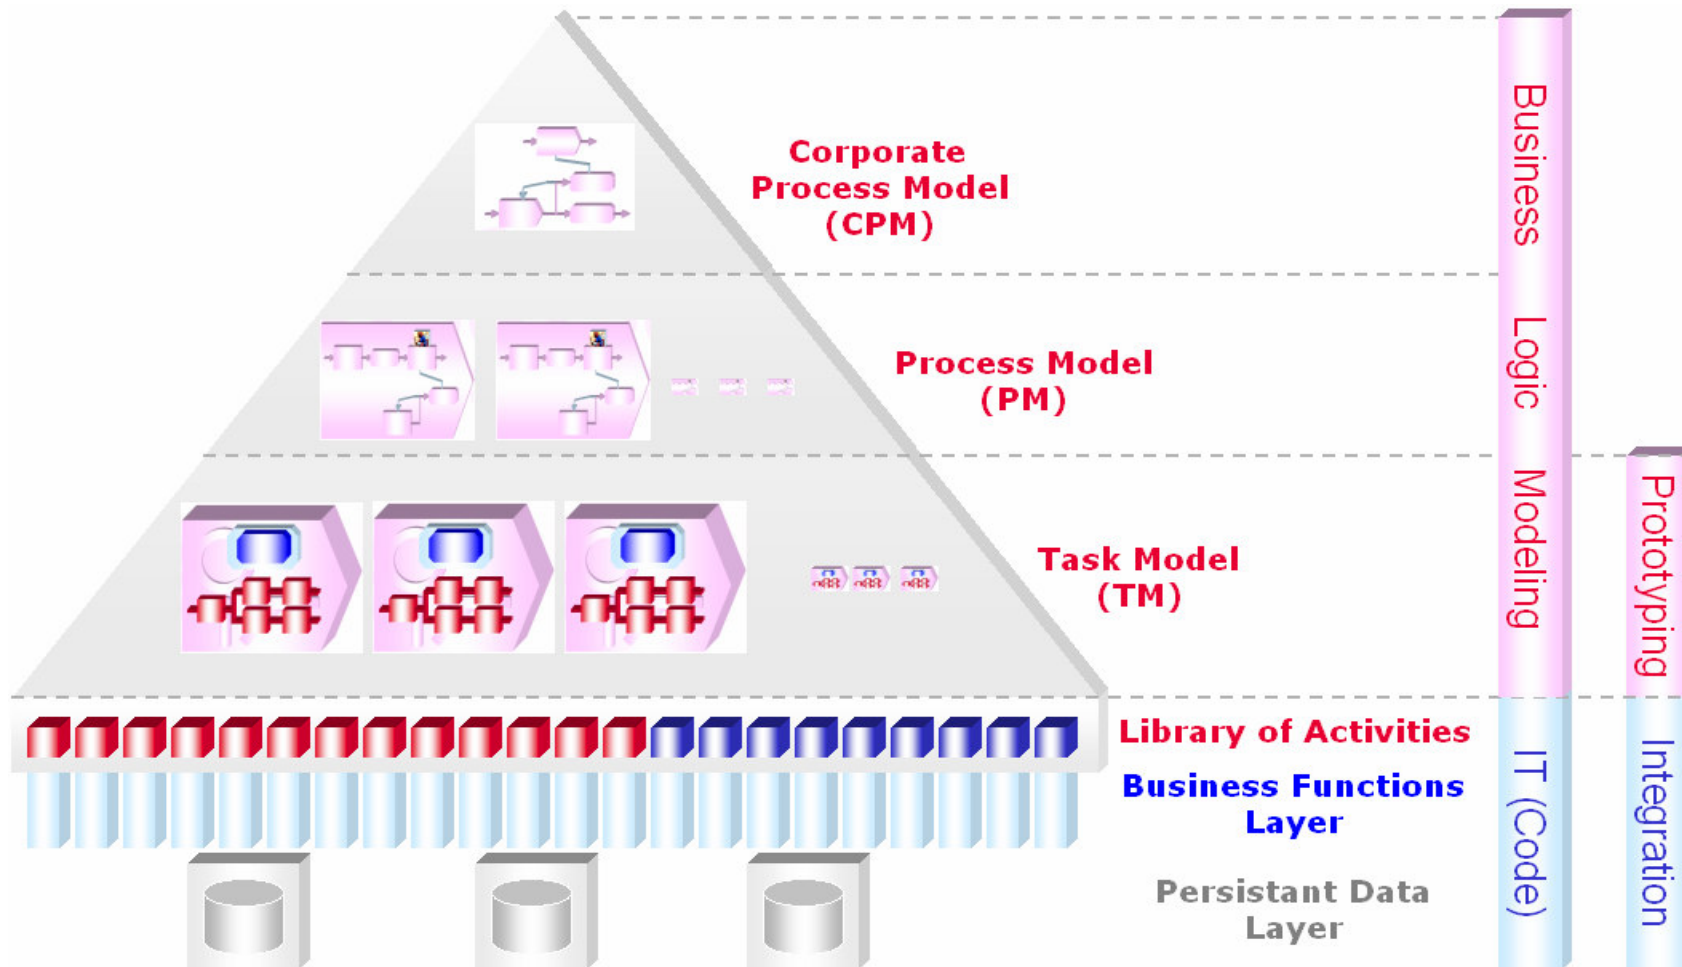 Corporate
Process Model
(CPM)
Process Model
(PM)
Task Model
(TM)
Library of Activities
Business Functions
Layer
Persistant Data
Layer
Business Logic Modeling
IT (Code)
Prototyping
Integration